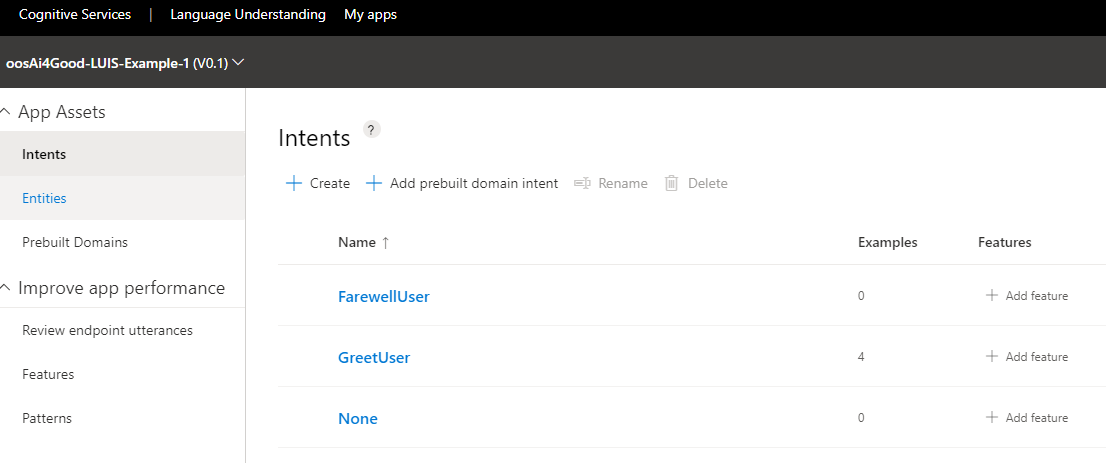 Cognitive Services | Language Understanding My apps
oosAi4Good-LUIS-Example-1 (V0.1)
App Assets
Intents
Entities
Prebuilt Domains
Improve app performance
Review endpoint utterances
Features
Patterns
Intents ?
+ Create + Add prebuilt domain intent Rename Delete
Name ↑ Examples Features
FarewellUser 0 + Add feature
GreetUser 4 + Add feature
None 0 + Add feature